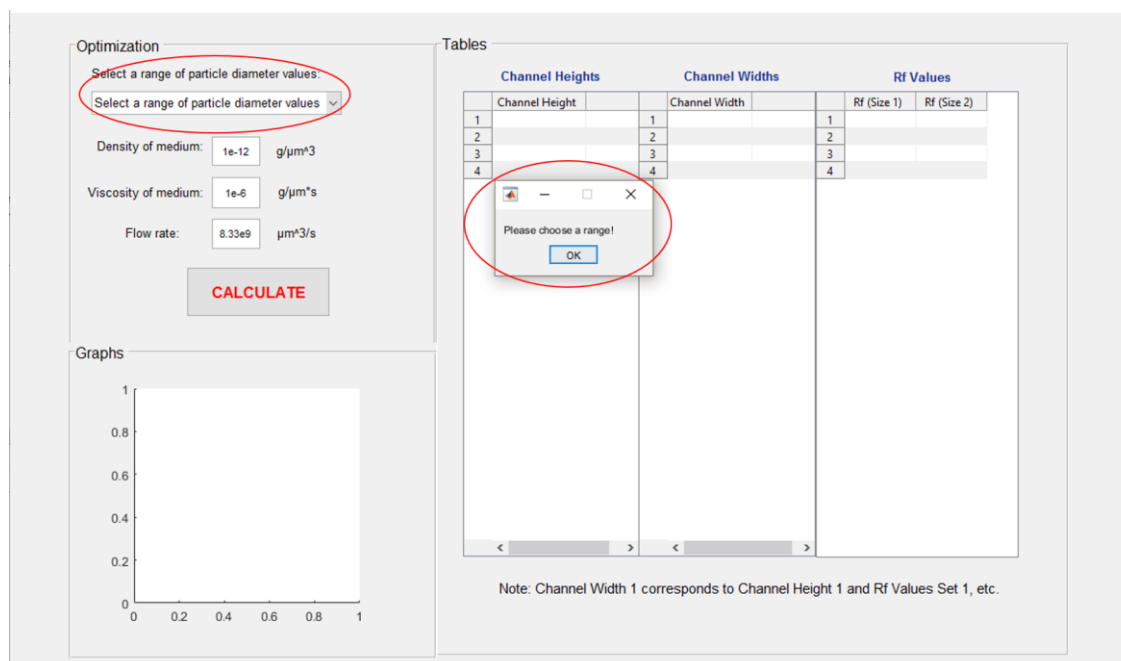 Optimization
Select a range of particle diameter values:
Select a range of particle diameter values
Density of medium: 1e-12 g/µm^3
Viscosity of medium: 1e-6 g/µm*s
Flow rate: 8.33e9 µm^3/s
CALCULATE
Graphs
1
0.8
0.6
0.4
0.2
0
0 0.2 0.4 0.6 0.8 1
Tables
Channel Heights Channel Widths Rf Values
Channel Height Channel Width Rf (Size 1) Rf (Size 2)
1 1 1
2 2 2
3 3 3
4 4 4
Please choose a range!
OK
Note: Channel Width 1 corresponds to Channel Height 1 and Rf Values Set 1, etc.